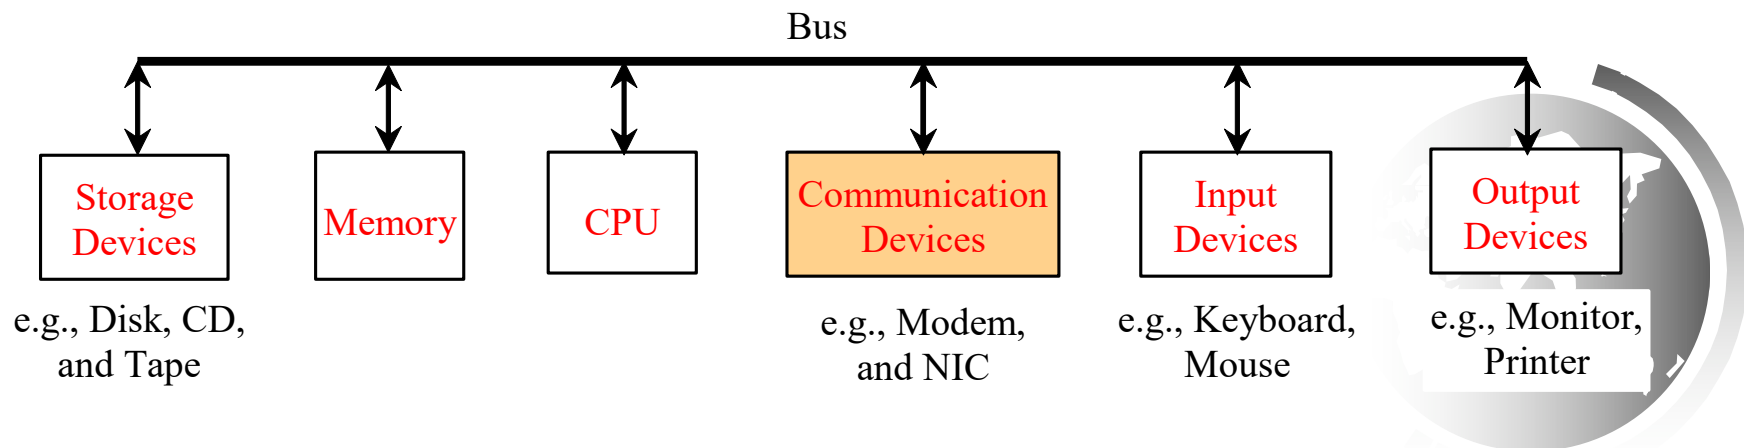 Bus
Storage
Devices
Memory
CPU
Communication
Devices
Input
Devices
Output
Devices
e.g., Disk, CD,
and Tape
e.g., Modem,
and NIC
e.g., Keyboard,
Mouse
e.g., Monitor,
Printer